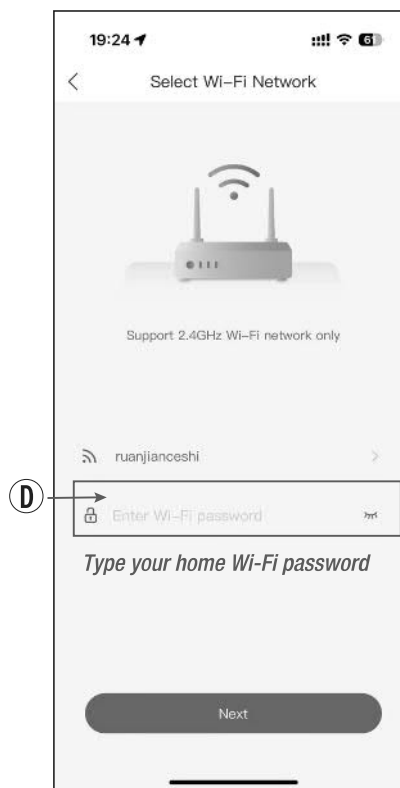 19:24
6
Select Wi-Fi Network
Support 2.4GHz Wi-Fi network only
ruanjianceshi
D
Enter Wi-Fi password
Type your home Wi-Fi password
Next